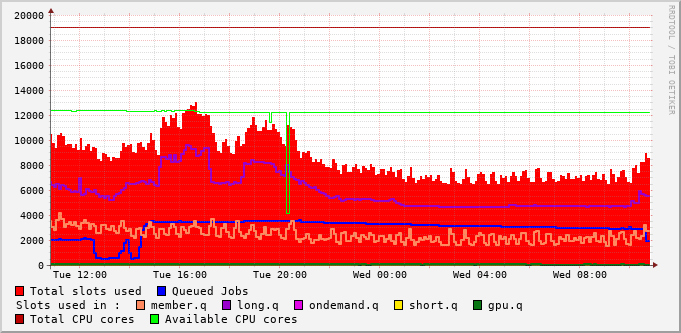 20000
18000
16000
14000
12000
10000
8000
6000
4000
2000
0
Tue 12:00 Tue 16:00 Tue 20:00 Wed 00:00 Wed 04:00 Wed 08:00
RRDTOOL / TOBI OETIKER
Total slots used Queued Jobs
Slots used in : member.q long.q ondemand.q short.q gpu.q
Total CPU cores Available CPU cores